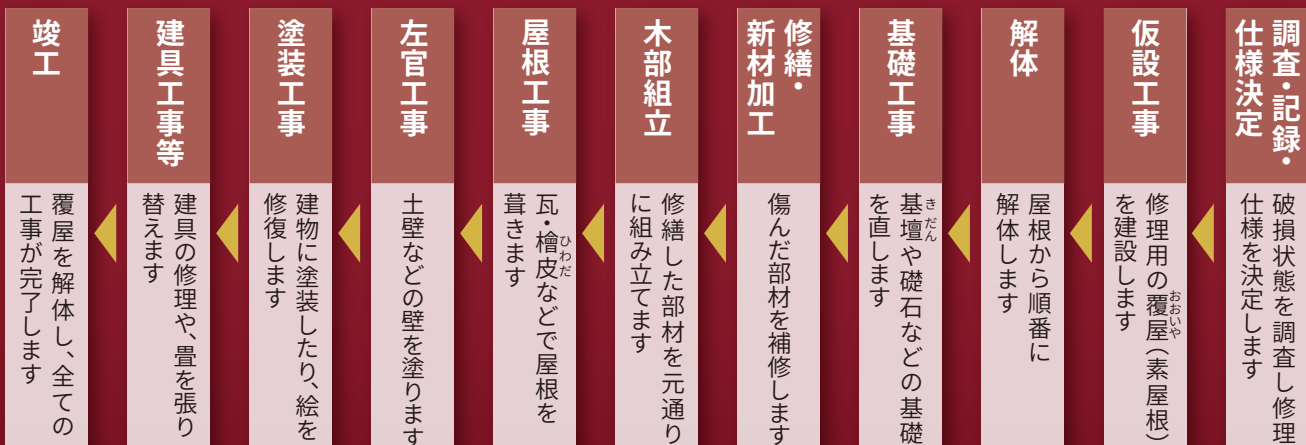 調査・記録・
仕様決定
破損状態を調査し修理
仕様を決定します
仮設工事
修理用の覆屋(素屋根)
おおいや
を建設します
解体
屋根から順番に
解体します
基礎工事
基壇や礎石などの基礎
きだん
を直します
修繕・
新材加工
傷んだ部材を補修します
木部組立
修繕した部材を元通り
に組み立てます
屋根工事
瓦・檜皮などで屋根を
ひわだ
葺きます
左官工事
土壁などの壁を塗ります
塗装工事
建物に塗装したり、絵を
修復します
建具工事等
建具の修理や、畳を張り
替えます
竣工
覆屋を解体し、全ての
工事が完了します